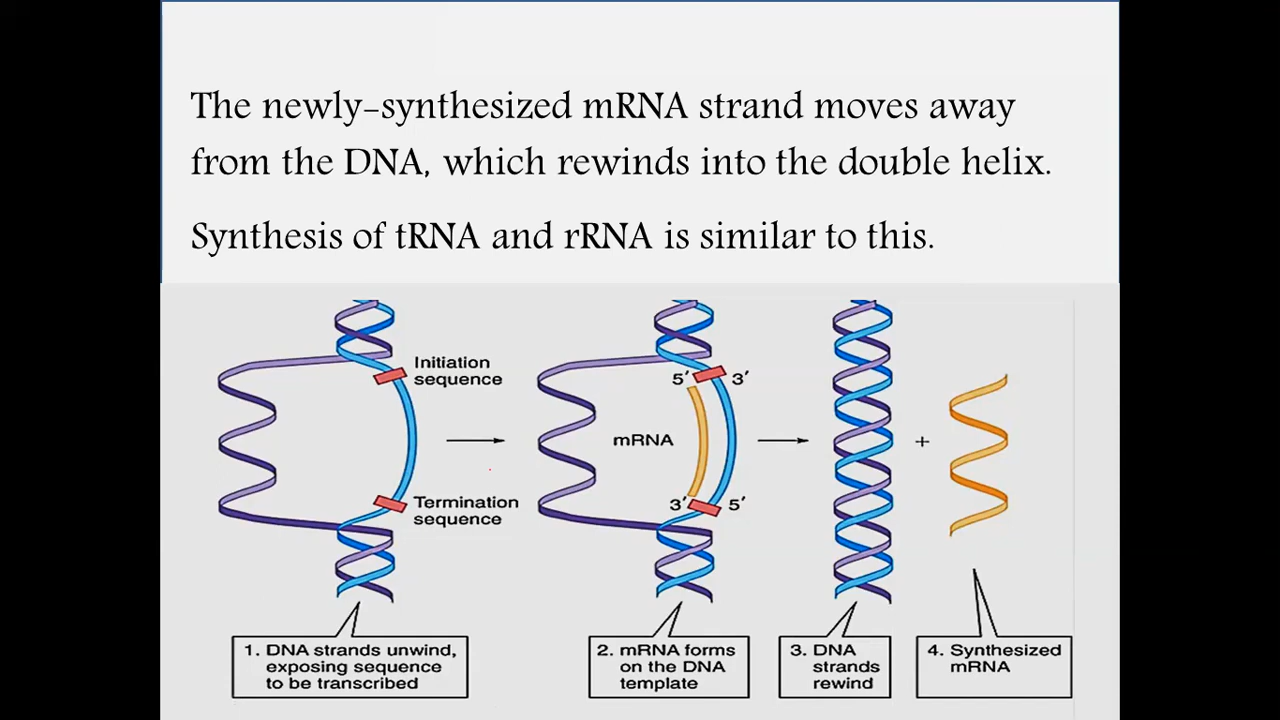 The newly-synthesized mRNA strand moves away
from the DNA, which rewinds into the double helix.
Synthesis of tRNA and rRNA is similar to this.
Initiation
sequence
Termination
sequence
5′
3′
mRNA
3′
5′
+
1. DNA strands unwind,
exposing sequence
to be transcribed
2. mRNA forms
on the DNA
template
3. DNA
strands
rewind
4. Synthesized
mRNA